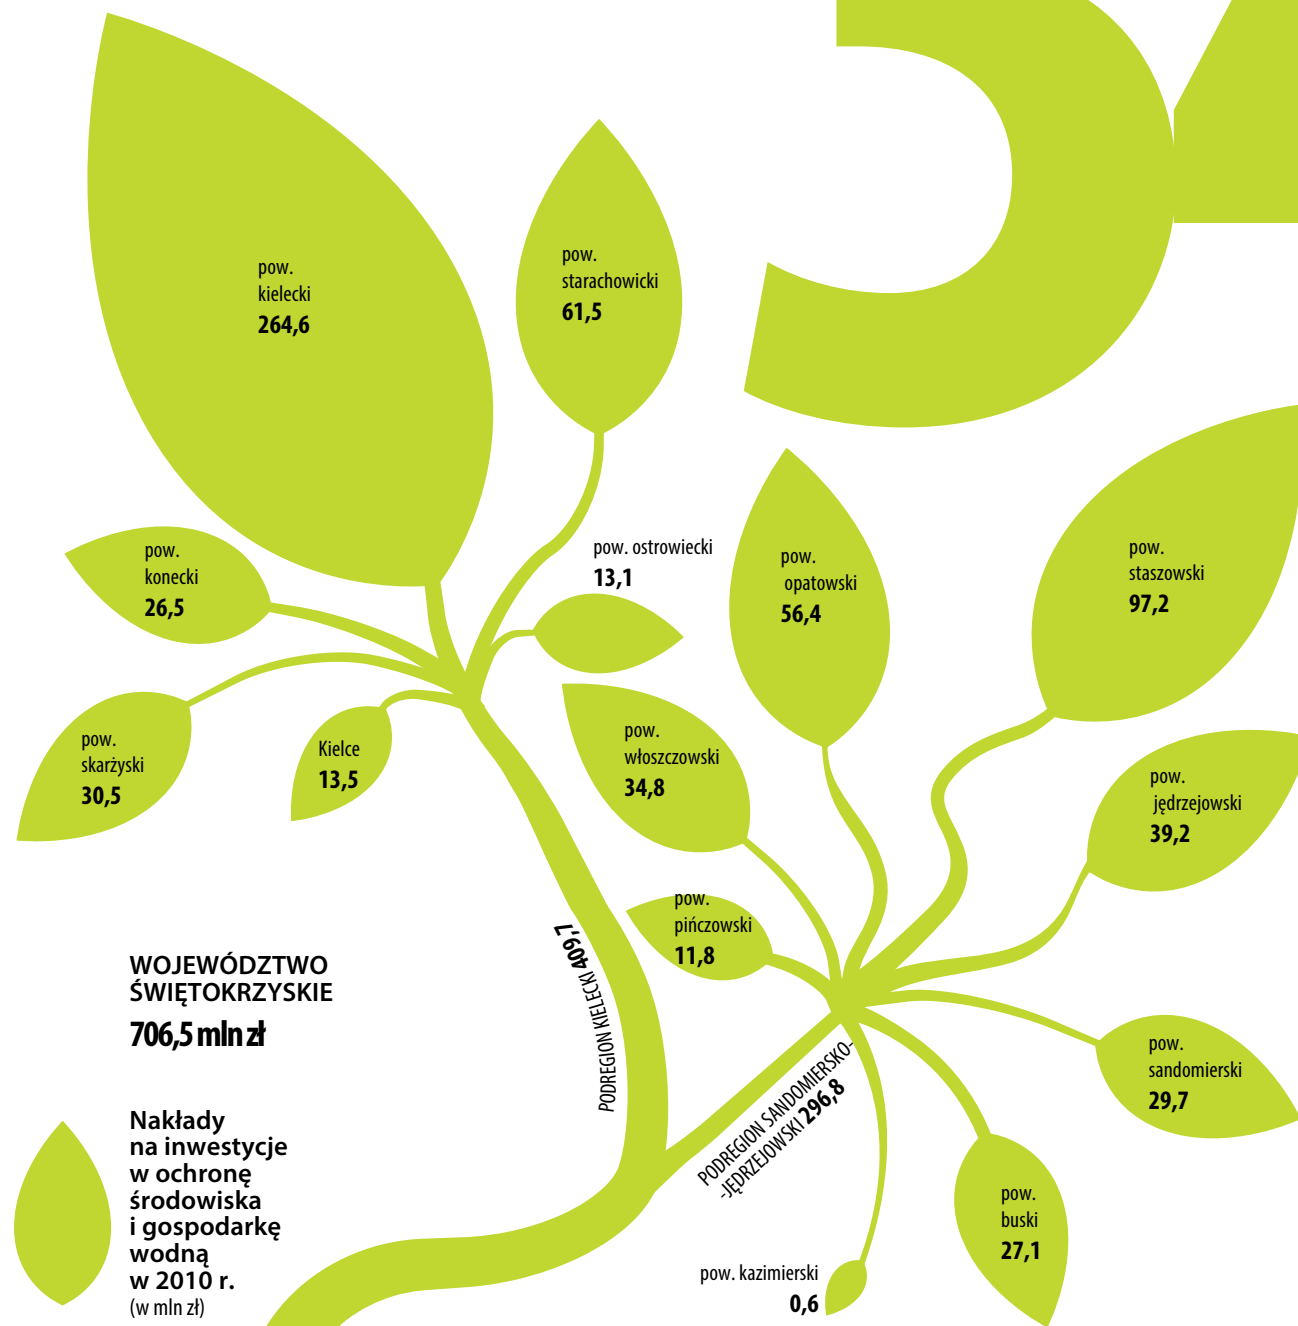 pow.
kielecki
264,6
pow.
starachowicki
61,5
pow.
konecki
26,5
pow. ostrowiecki
13,1
pow.
opatowski
56,4
pow.
staszowski
97,2
pow.
skarżyski
30,5
Kielce
13,5
pow.
włoszczowski
34,8
pow.
jędrzejowski
39,2
pow.
pińczowski
11,8
PODREGION KIELECKI 409,7
WOJEWÓDZTWO
ŚWIĘTOKRZYSKIE
706,5 mln zł
PODREGION SANDOMIERSKO-
-JĘDRZEJOWSKI 296,8
pow.
sandomierski
29,7
pow.
buski
27,1
pow. kazimierski
0,6
Nakłady
na inwestycje
w ochronę
środowiska
i gospodarkę
wodną
w 2010 r.
(w mln zł)